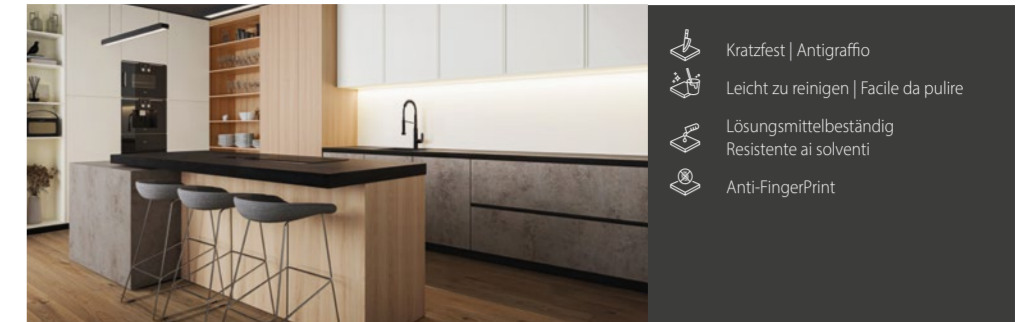 Kratzfest | Antigraffio
Leicht zu reinigen | Facile da pulire
Lösungsmittelbeständig
Resistente ai solventi
Anti-FingerPrint